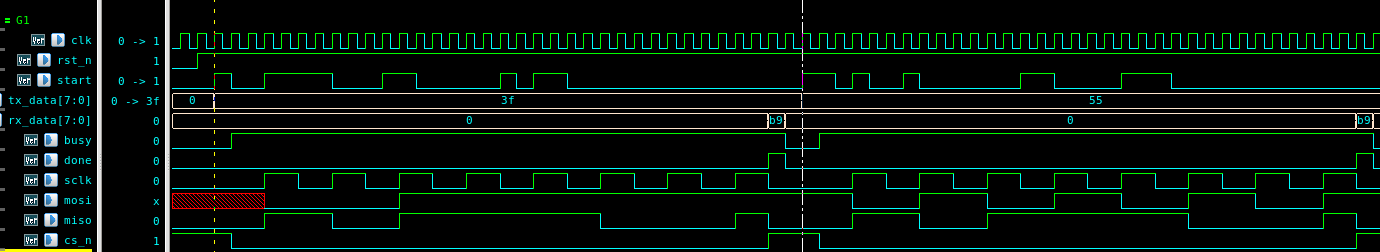 G1
clk 0 -> 1
rst_n 1
start 0 -> 1
tx_data[7:0] 0 -> 3f 0 3f 55
rx_data[7:0] 0 0 b9 0 b9
busy 0
done 0
sclk 0
mosi x
miso 0
cs_n 1